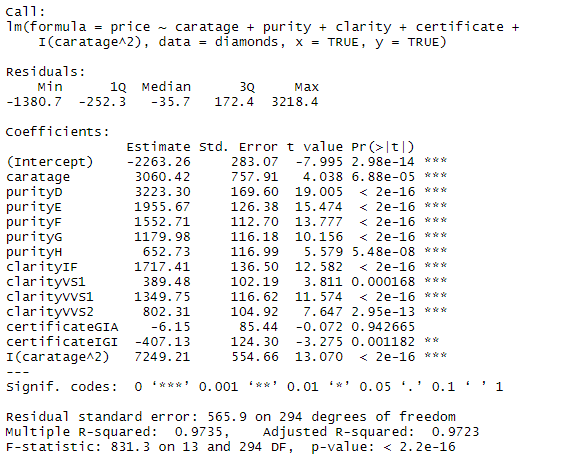 Call:
lm(formula = price ~ caratage + purity + clarity + certificate +
    I(caratage^2), data = diamonds, x = TRUE, y = TRUE)
Residuals:
    Min      1Q  Median      3Q     Max
-1380.7  -252.3   -35.7   172.4  3218.4
Coefficients:
               Estimate Std. Error t value Pr(>|t|)
(Intercept)    -2263.26     283.07  -7.995 2.98e-14 ***
caratage        3060.42     757.91   4.038 6.88e-05 ***
purityD         3223.30     169.60  19.005  < 2e-16 ***
purityE         1955.67     126.38  15.474  < 2e-16 ***
purityF         1552.71     112.70  13.777  < 2e-16 ***
purityG         1179.98     116.18  10.156  < 2e-16 ***
purityH          652.73     116.99   5.579 5.48e-08 ***
clarityIF       1717.41     136.50  12.582  < 2e-16 ***
clarityVS1       389.48     102.19   3.811 0.000168 ***
clarityVVS1     1349.75     116.62  11.574  < 2e-16 ***
clarityVVS2      802.31     104.92   7.647 2.95e-13 ***
certificateGIA    -6.15      85.44  -0.072 0.942665
certificateIGI  -407.13     124.30  -3.275 0.001182 **
I(caratage^2)   7249.21     554.66  13.070  < 2e-16 ***
---
Signif. codes:  0 ‘***’ 0.001 ‘**’ 0.01 ‘*’ 0.05 ‘.’ 0.1 ‘ ’ 1
Residual standard error: 565.9 on 294 degrees of freedom
Multiple R-squared:  0.9735,    Adjusted R-squared:  0.9723
F-statistic: 831.3 on 13 and 294 DF,  p-value: < 2.2e-16